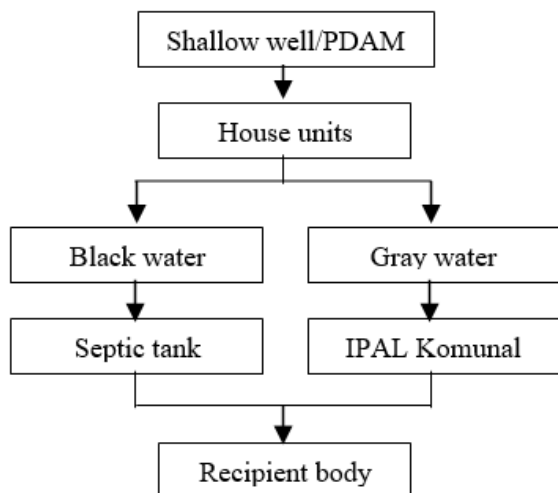 Shallow well/PDAM
House units
Black water
Gray water
Septic tank
IPAL Komunal
Recipient body